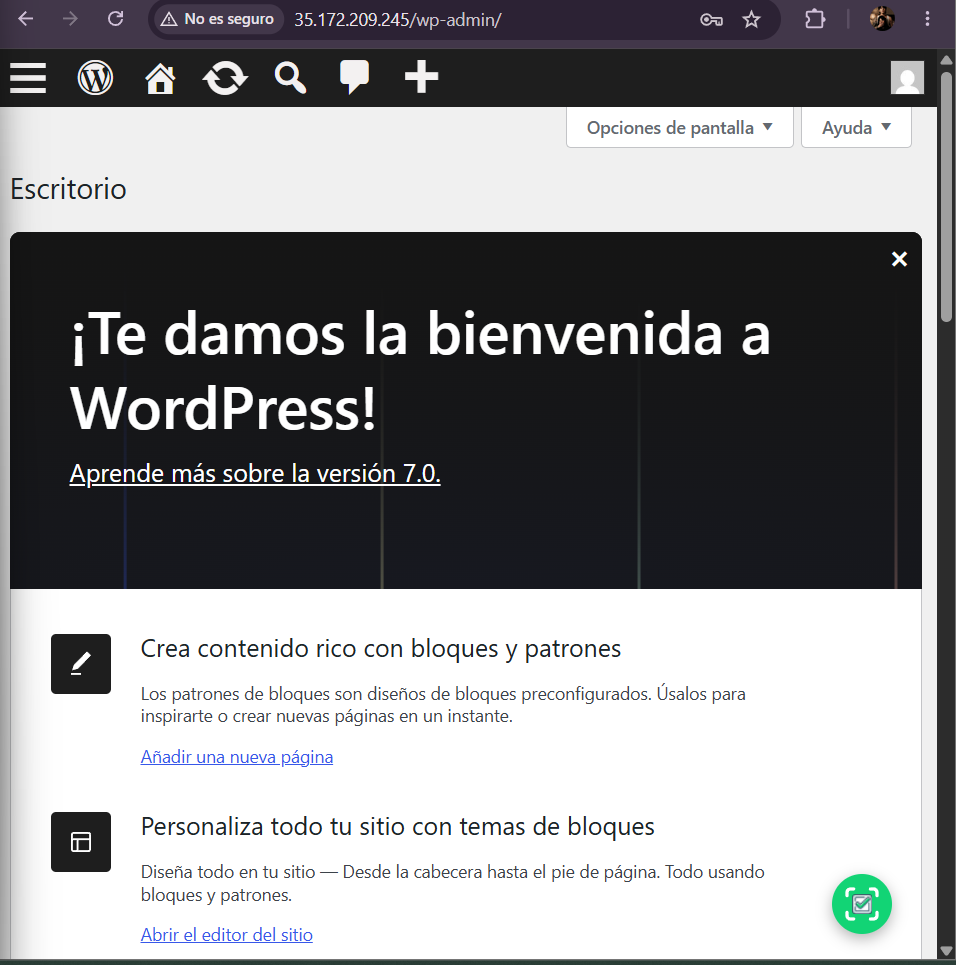 No es seguro
35.172.209.245/wp-admin/
Opciones de pantalla
Ayuda
Escritorio
¡Te damos la bienvenida a
WordPress!
Aprende más sobre la versión 7.0.
Crea contenido rico con bloques y patrones
Los patrones de bloques son diseños de bloques preconfigurados. Úsalos para
inspirarte o crear nuevas páginas en un instante.
Añadir una nueva página
Personaliza todo tu sitio con temas de bloques
Diseña todo en tu sitio — Desde la cabecera hasta el pie de página. Todo usando
bloques y patrones.
Abrir el editor del sitio